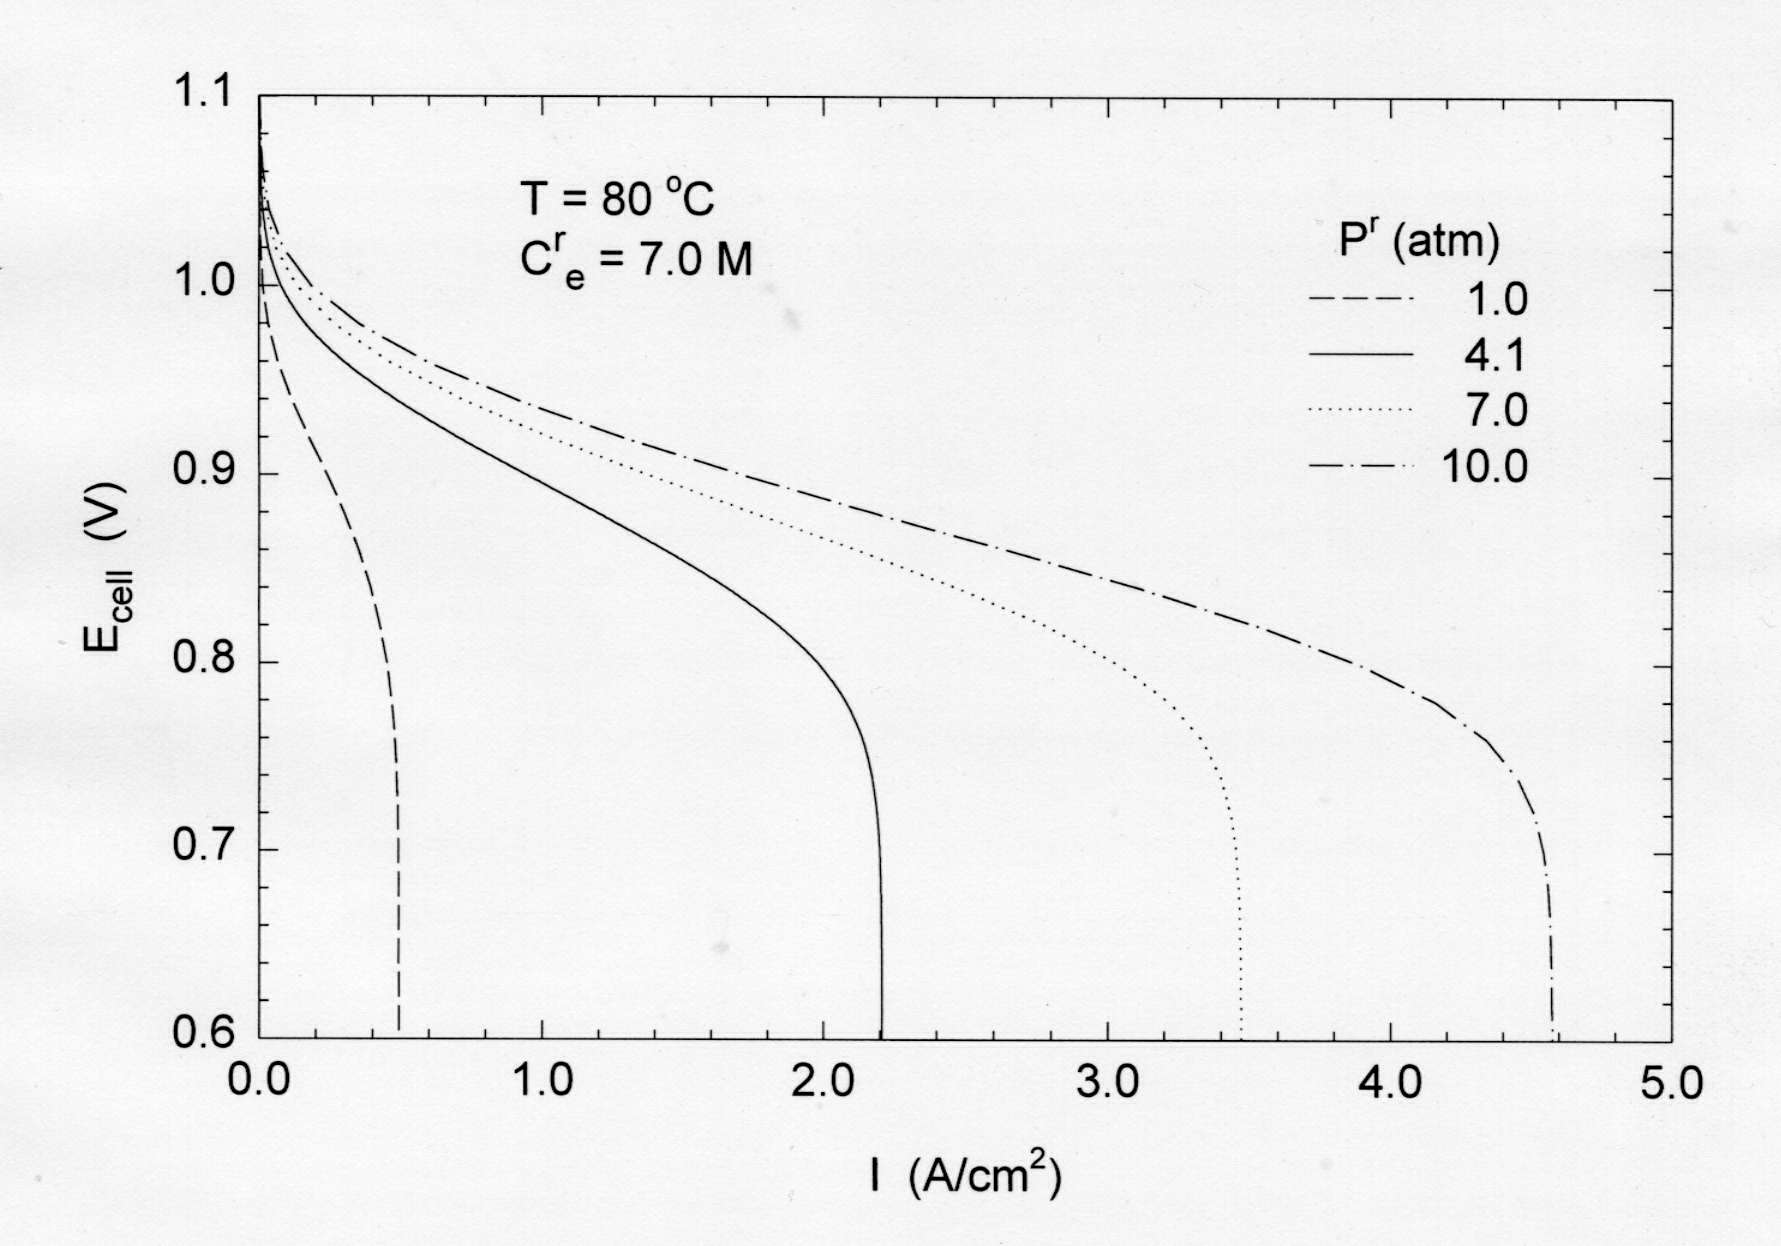 1.1
1.0
0.9
0.8
0.7
0.6
E_cell (V)
T = 80 °C
C^r_e = 7.0 M
P^r (atm)
1.0
4.1
7.0
10.0
0.0 1.0 2.0 3.0 4.0 5.0
I (A/cm²)